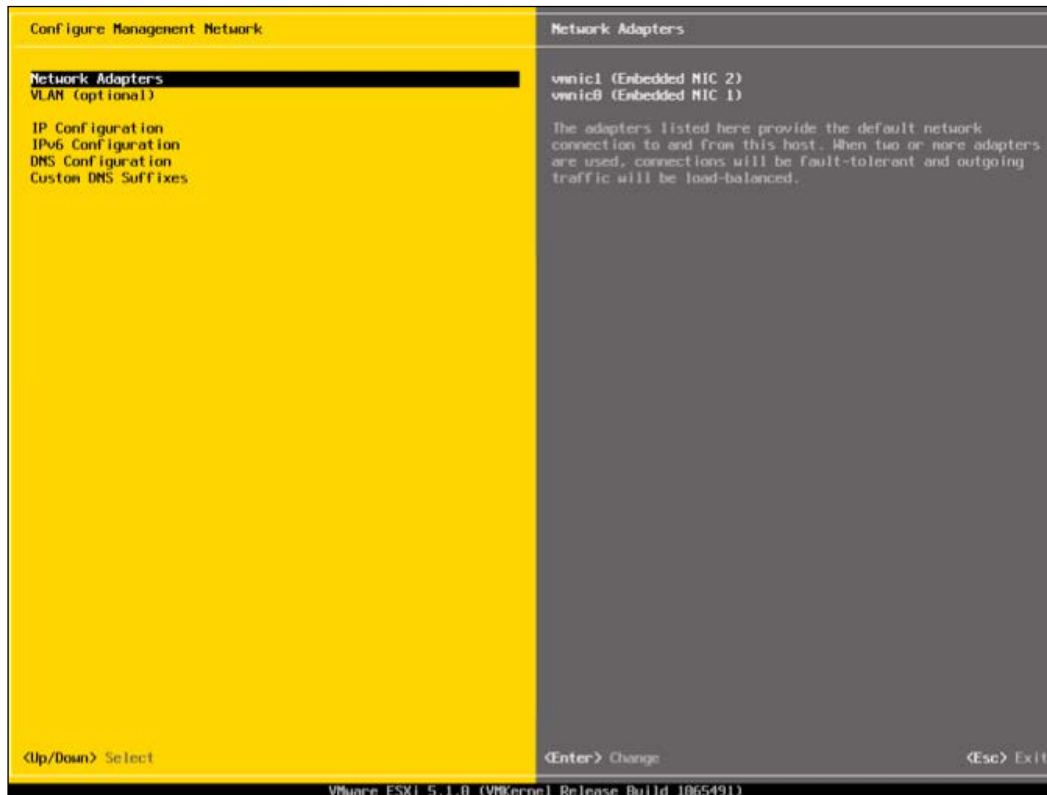 Configure Management Network
Network Adapters
Network Adapters
VLAN (optional)
IP Configuration
IPv6 Configuration
DNS Configuration
Custom DNS Suffixes
vmnic1 (Embedded NIC 2)
vmnic0 (Embedded NIC 1)
The adapters listed here provide the default network
connection to and from this host. When two or more adapters
are used, connections will be fault-tolerant and outgoing
traffic will be load-balanced.
<Up/Down> Select
<Enter> Change
<Esc> Exit
VMware ESXi 5.1.0 (VMKernel Release Build 1065491)